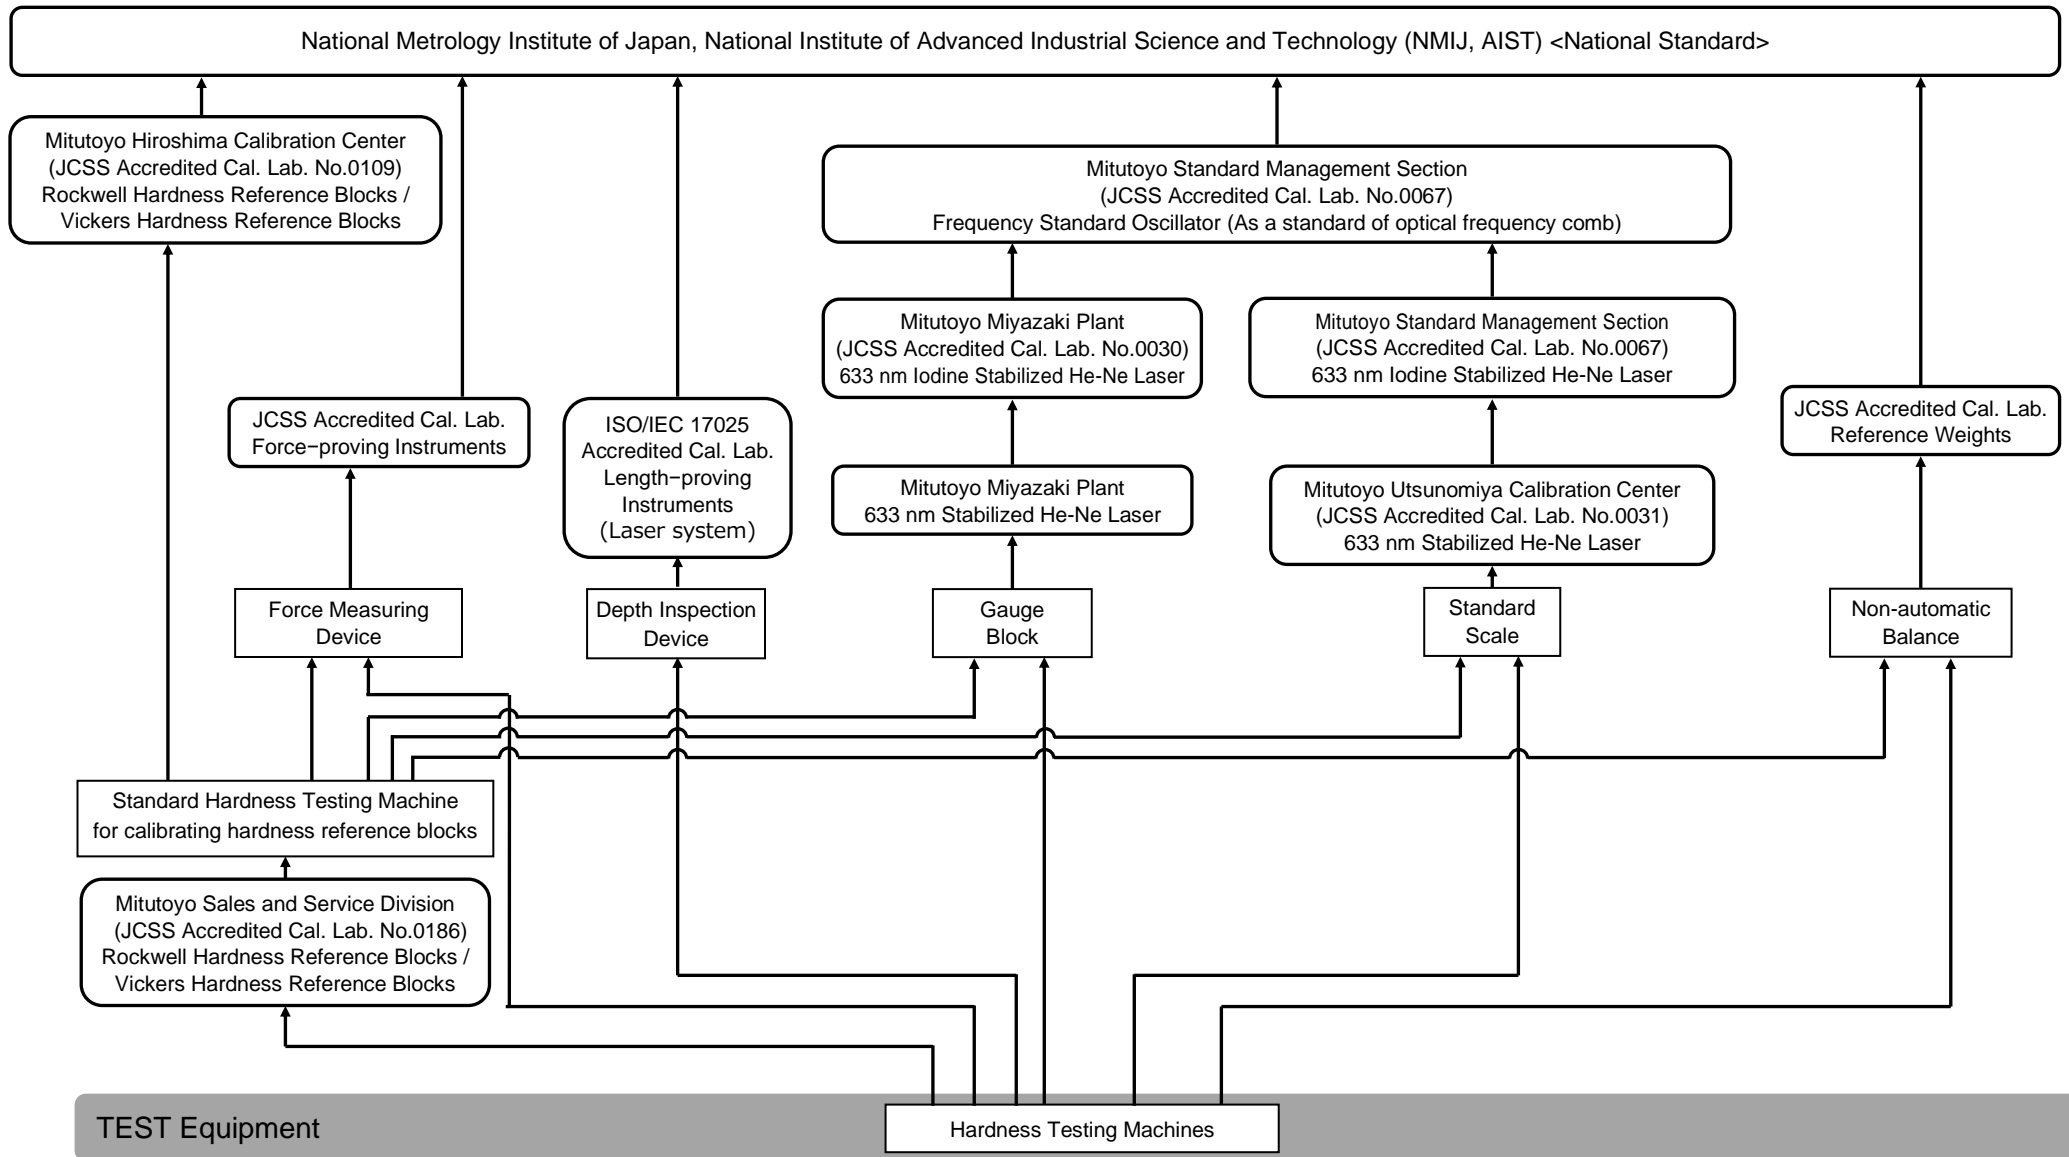 National Metrology Institute of Japan, National Institute of Advanced Industrial Science and Technology (NMIJ, AIST) <National Standard>
Mitutoyo Hiroshima Calibration Center
(JCSS Accredited Cal. Lab. No.0109)
Rockwell Hardness Reference Blocks /
Vickers Hardness Reference Blocks
Mitutoyo Standard Management Section
(JCSS Accredited Cal. Lab. No.0067)
Frequency Standard Oscillator (As a standard of optical frequency comb)
Mitutoyo Miyazaki Plant
(JCSS Accredited Cal. Lab. No.0030)
633 nm Iodine Stabilized He-Ne Laser
Mitutoyo Standard Management Section
(JCSS Accredited Cal. Lab. No.0067)
633 nm Iodine Stabilized He-Ne Laser
JCSS Accredited Cal. Lab.
Force−proving Instruments
ISO/IEC 17025
Accredited Cal. Lab.
Length−proving
Instruments
(Laser system)
JCSS Accredited Cal. Lab.
Reference Weights
Mitutoyo Miyazaki Plant
633 nm Stabilized He-Ne Laser
Mitutoyo Utsunomiya Calibration Center
(JCSS Accredited Cal. Lab. No.0031)
633 nm Stabilized He-Ne Laser
Force Measuring
Device
Depth Inspection
Device
Gauge
Block
Standard
Scale
Non-automatic
Balance
Standard Hardness Testing Machine
for calibrating hardness reference blocks
Mitutoyo Sales and Service Division
(JCSS Accredited Cal. Lab. No.0186)
Rockwell Hardness Reference Blocks /
Vickers Hardness Reference Blocks
TEST Equipment
Hardness Testing Machines